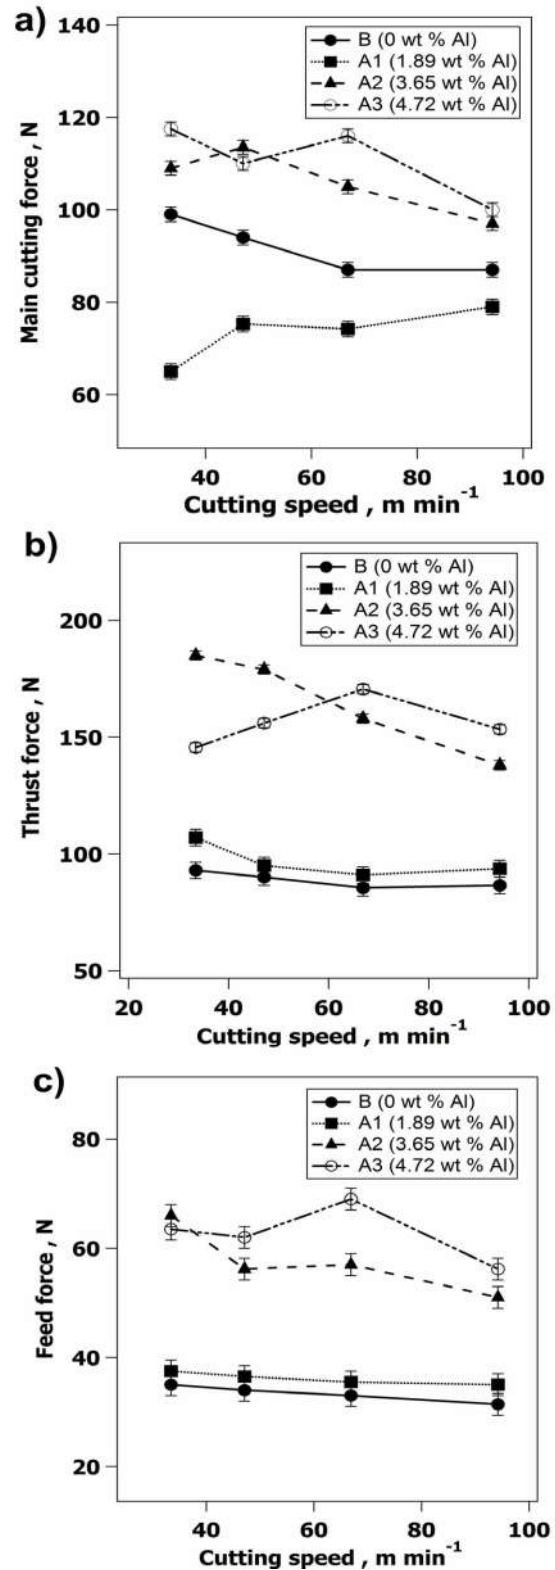 a)
Main cutting force , N
140
120
100
80
60
B (0 wt % Al)
A1 (1.89 wt % Al)
A2 (3.65 wt % Al)
A3 (4.72 wt % Al)
40 60 80 100
Cutting speed , m min-1
b)
Thrust force , N
200
150
100
50
B (0 wt % Al)
A1 (1.89 wt % Al)
A2 (3.65 wt % Al)
A3 (4.72 wt % Al)
20 40 60 80 100
Cutting speed , m min-1
c)
Feed force , N
80
60
40
20
B (0 wt % Al)
A1 (1.89 wt % Al)
A2 (3.65 wt % Al)
A3 (4.72 wt % Al)
40 60 80 100
Cutting speed , m min-1